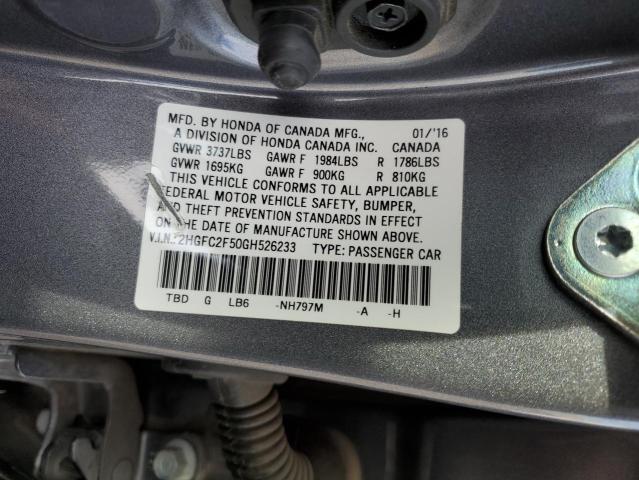 MFD. BY HONDA OF CANADA MFG., 01/'16
A DIVISION OF HONDA CANADA INC. CANADA
GVWR 3737LBS GAWR F 1984LBS R 1786LBS
GVWR 1695KG GAWR F 900KG R 810KG
THIS VEHICLE CONFORMS TO ALL APPLICABLE
FEDERAL MOTOR VEHICLE SAFETY, BUMPER,
AND THEFT PREVENTION STANDARDS IN EFFECT
ON THE DATE OF MANUFACTURE SHOWN ABOVE.
V.I.N.: 2HGFC2F50GH526233 TYPE: PASSENGER CAR
TBD G LB6 -NH797M -A -H